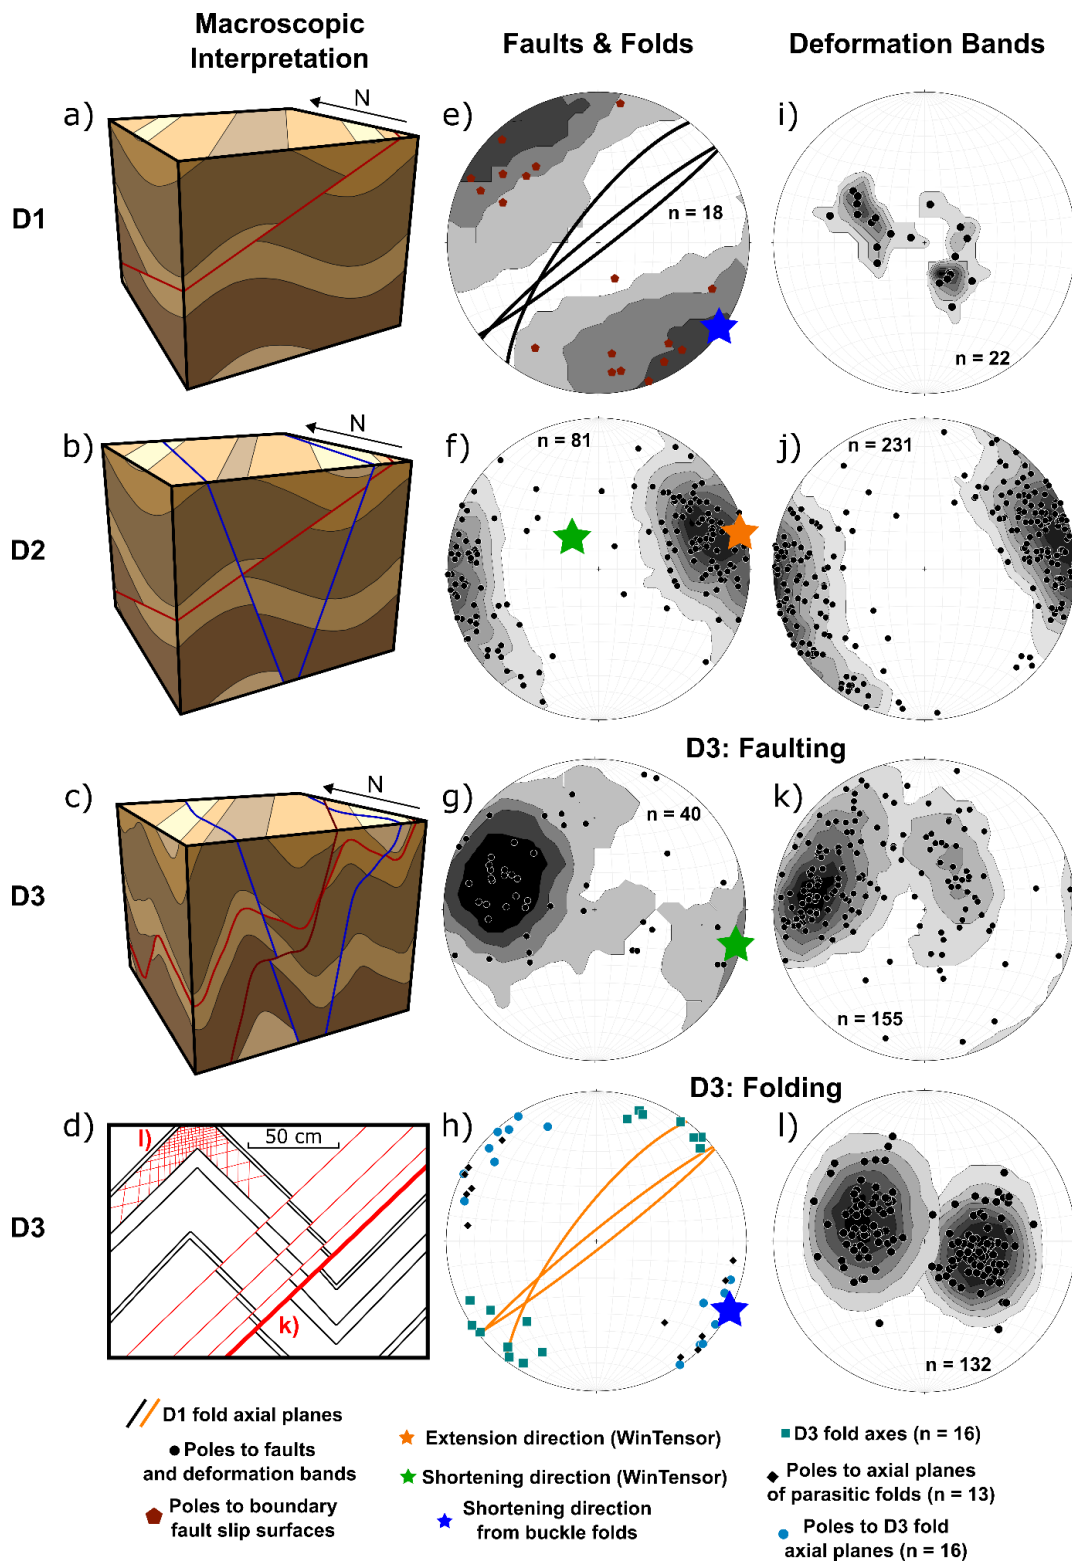 Macroscopic
Interpretation
Faults & Folds
Deformation Bands
a)
N
e)
n = 18
i)
n = 22
D1
b)
N
f)
n = 81
j)
n = 231
D2
D3: Faulting
c)
N
g)
n = 40
k)
n = 155
D3
D3: Folding
d)
l)
50 cm
k)
h)
l)
n = 132
D3
D1 fold axial planes
Poles to faults
and deformation bands
Poles to boundary
fault slip surfaces
Extension direction (WinTensor)
Shortening direction (WinTensor)
Shortening direction
from buckle folds
D3 fold axes (n = 16)
Poles to axial planes
of parasitic folds (n = 13)
Poles to D3 fold
axial planes (n = 16)